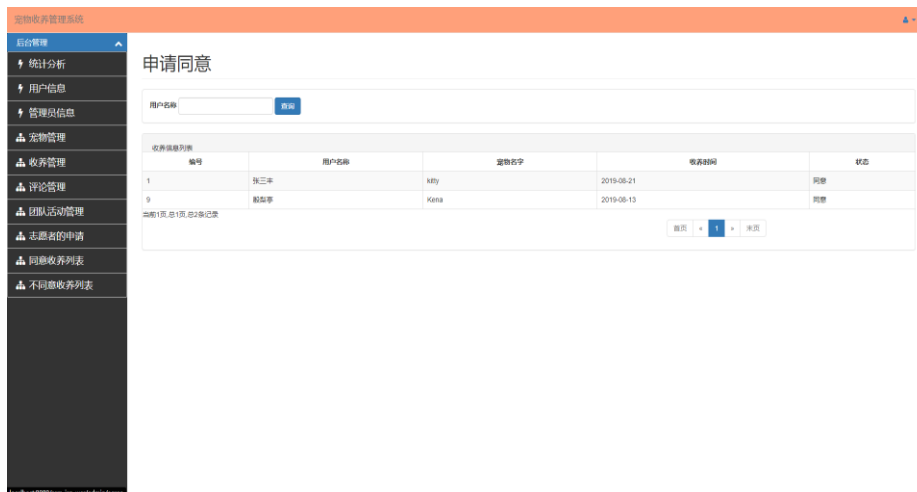 宠物收养管理系统
后台管理
统计分析
用户信息
管理员信息
宠物管理
收养管理
评论管理
团队活动管理
志愿者的申请
同意收养列表
不同意收养列表
申请同意
用户名称 查询
收养信息列表
编号 用户名称 宠物名字 收养时间 状态
1 张三丰 kitty 2019-08-21 同意
9 殷梨亭 Kena 2019-08-13 同意
当前1页,总1页,总2条记录
首页 « 1 » 末页